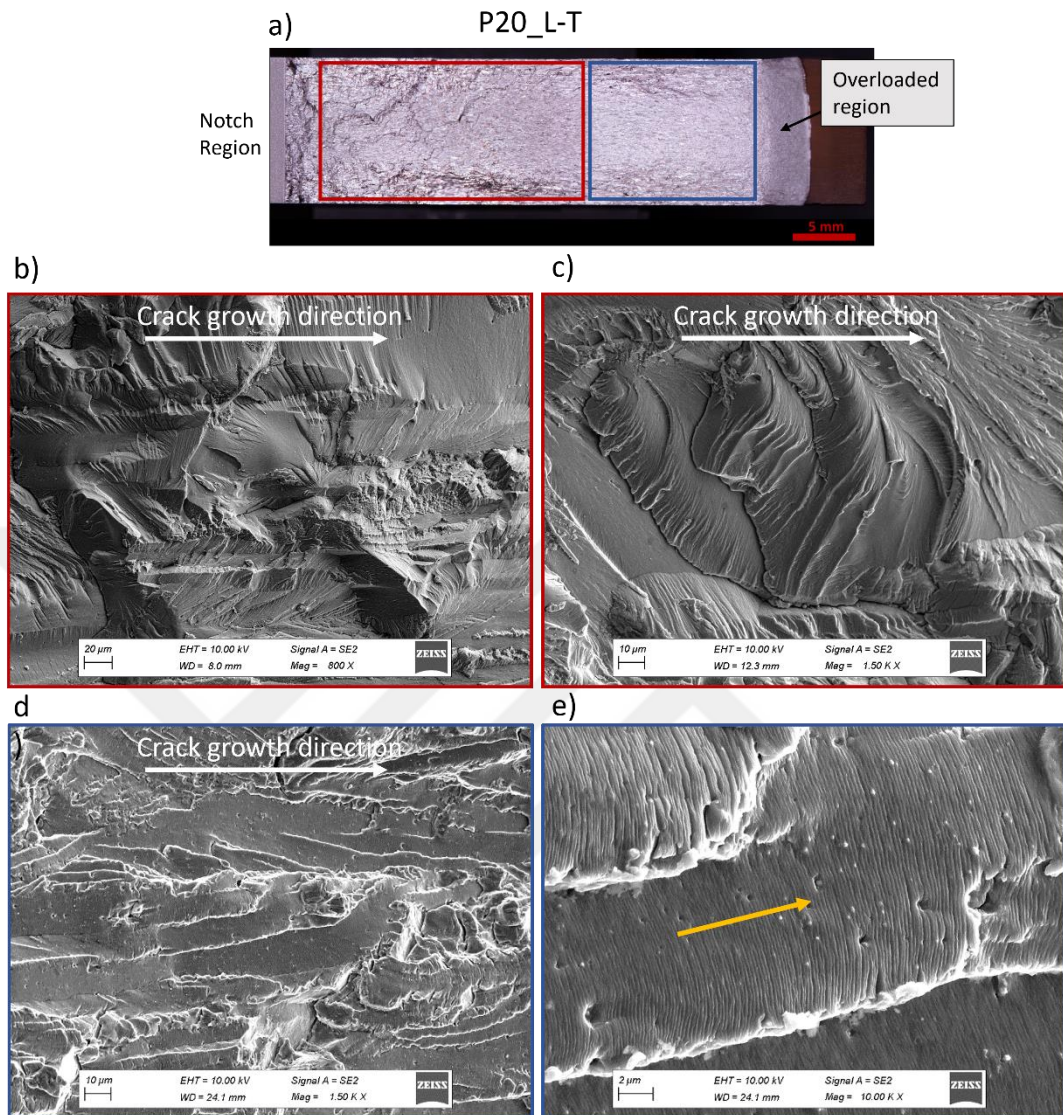 a)
P20_L-T
Notch
Region
Overloaded
region
5 mm
b)
Crack growth direction
20 µm
EHT = 10.00 kV
WD = 8.0 mm
Signal A = SE2
Mag = 800 X
ZEISS
c)
Crack growth direction
10 µm
EHT = 10.00 kV
WD = 12.3 mm
Signal A = SE2
Mag = 1.50 K X
ZEISS
d
)
Crack growth direction
10 µm
EHT = 10.00 kV
WD = 24.1 mm
Signal A = SE2
Mag = 1.50 K X
ZEISS
e)
2 µm
EHT = 10.00 kV
WD = 24.1 mm
Signal A = SE2
Mag = 10.00 K X
ZEISS